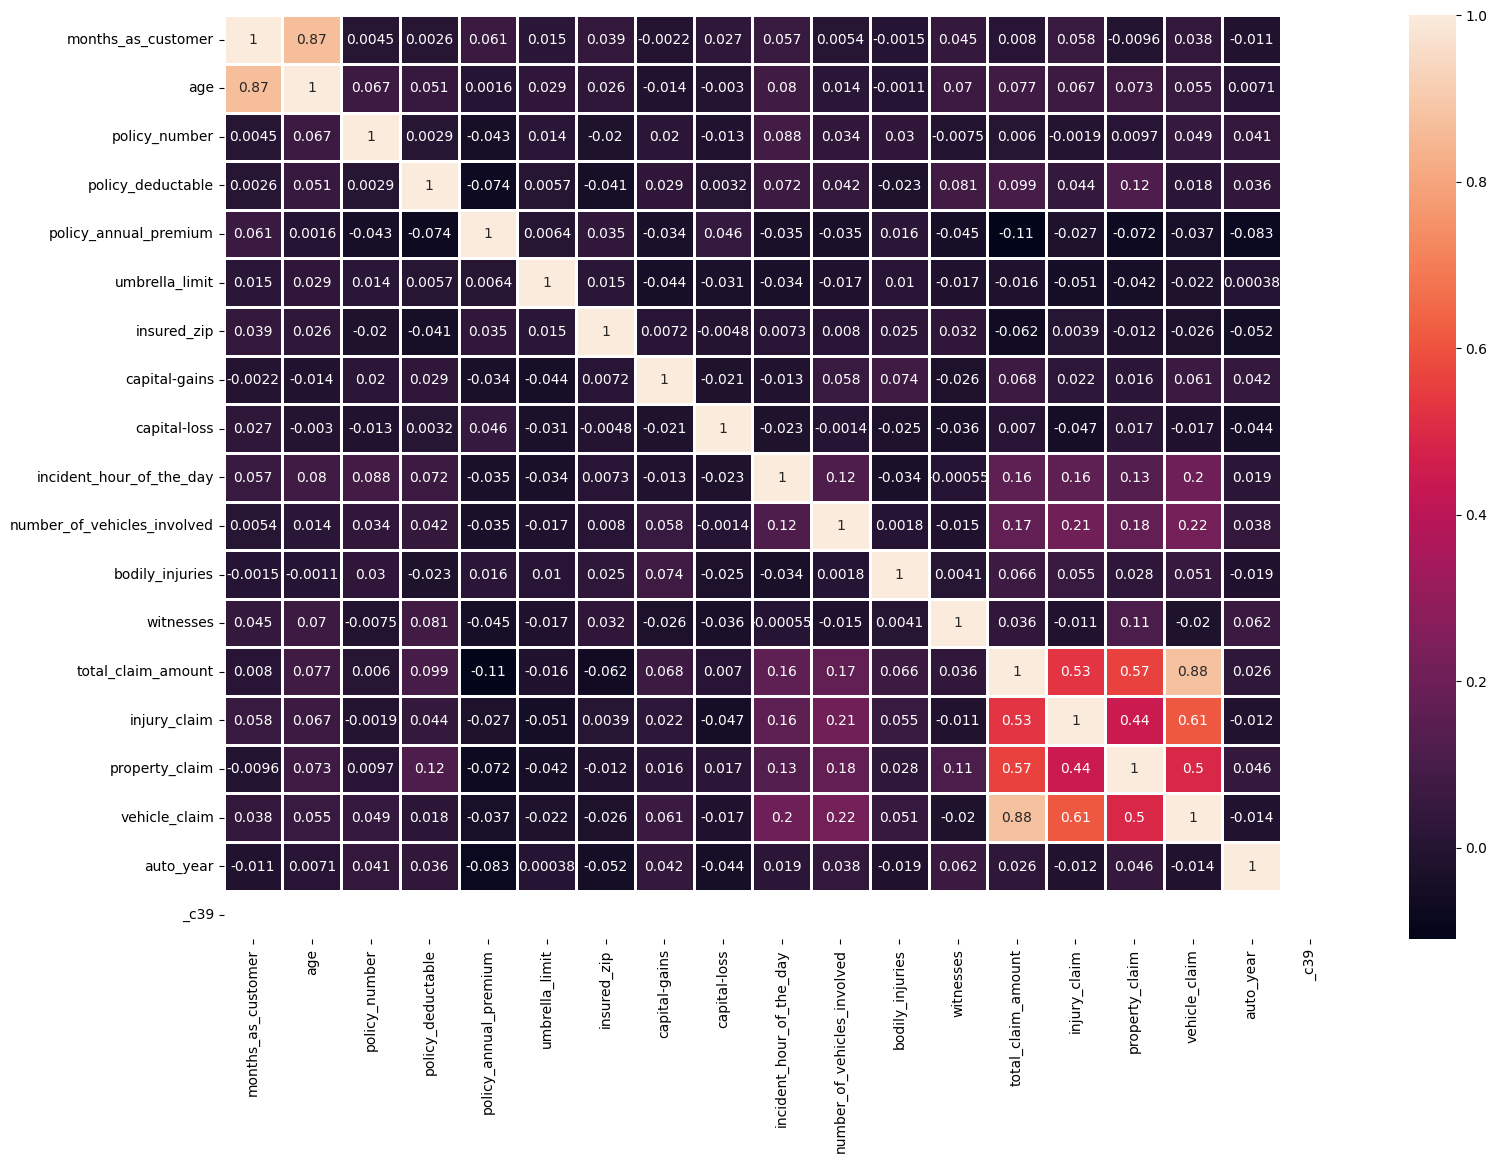 months_as_customer 1 0.87 0.0045 0.0026 0.061 0.015 0.039 -0.0022 0.027 0.057 0.0054 -0.0015 0.045 0.008 0.058 -0.0096 0.038 -0.011
age 0.87 1 0.067 0.051 0.0016 0.029 0.026 -0.014 -0.003 0.08 0.014 -0.0011 0.07 0.077 0.067 0.073 0.055 0.0071
policy_number 0.0045 0.067 1 0.0029 -0.043 0.014 -0.02 0.02 -0.013 0.088 0.034 0.03 -0.0075 0.006 -0.0019 0.0097 0.049 0.041
policy_deductable 0.0026 0.051 0.0029 1 -0.074 0.0057 -0.041 0.029 0.0032 0.072 0.042 -0.023 0.081 0.099 0.044 0.12 0.018 0.036
policy_annual_premium 0.061 0.0016 -0.043 -0.074 1 0.0064 0.035 -0.034 0.046 -0.035 -0.035 0.016 -0.045 -0.11 -0.027 -0.072 -0.037 -0.083
umbrella_limit 0.015 0.029 0.014 0.0057 0.0064 1 0.015 -0.044 -0.031 -0.034 -0.017 0.01 -0.017 -0.016 -0.051 -0.042 -0.022 0.00038
insured_zip 0.039 0.026 -0.02 -0.041 0.035 0.015 1 0.0072 -0.0048 0.0073 0.008 0.025 0.032 -0.062 0.0039 -0.012 -0.026 -0.052
capital-gains -0.0022 -0.014 0.02 0.029 -0.034 -0.044 0.0072 1 -0.021 -0.013 0.058 0.074 -0.026 0.068 0.022 0.016 0.061 0.042
capital-loss 0.027 -0.003 -0.013 0.0032 0.046 -0.031 -0.0048 -0.021 1 -0.023 -0.0014 -0.025 -0.036 0.007 -0.047 0.017 -0.017 -0.044
incident_hour_of_the_day 0.057 0.08 0.088 0.072 -0.035 -0.034 0.0073 -0.013 -0.023 1 0.12 -0.034 -0.00055 0.16 0.16 0.13 0.2 0.019
number_of_vehicles_involved 0.0054 0.014 0.034 0.042 -0.035 -0.017 0.008 0.058 -0.0014 0.12 1 0.0018 -0.015 0.17 0.21 0.18 0.22 0.038
bodily_injuries -0.0015 -0.0011 0.03 -0.023 0.016 0.01 0.025 0.074 -0.025 -0.034 0.0018 1 0.0041 0.066 0.055 0.028 0.051 -0.019
witnesses 0.045 0.07 -0.0075 0.081 -0.045 -0.017 0.032 -0.026 -0.036 -0.00055 -0.015 0.0041 1 0.036 -0.011 0.11 -0.02 0.062
total_claim_amount 0.008 0.077 0.006 0.099 -0.11 -0.016 -0.062 0.068 0.007 0.16 0.17 0.066 0.036 1 0.53 0.57 0.88 0.026
injury_claim 0.058 0.067 -0.0019 0.044 -0.027 -0.051 0.0039 0.022 -0.047 0.16 0.21 0.055 -0.011 0.53 1 0.44 0.61 -0.012
property_claim -0.0096 0.073 0.0097 0.12 -0.072 -0.042 -0.012 0.016 0.017 0.13 0.18 0.028 0.11 0.57 0.44 1 0.5 0.046
vehicle_claim 0.038 0.055 0.049 0.018 -0.037 -0.022 -0.026 0.061 -0.017 0.2 0.22 0.051 -0.02 0.88 0.61 0.5 1 -0.014
auto_year -0.011 0.0071 0.041 0.036 -0.083 0.00038 -0.052 0.042 -0.044 0.019 0.038 -0.019 0.062 0.026 -0.012 0.046 -0.014 1
_c39
months_as_customer
age
policy_number
policy_deductable
policy_annual_premium
umbrella_limit
insured_zip
capital-gains
capital-loss
incident_hour_of_the_day
number_of_vehicles_involved
bodily_injuries
witnesses
total_claim_amount
injury_claim
property_claim
vehicle_claim
auto_year
_c39
1.0
0.8
0.6
0.4
0.2
0.0